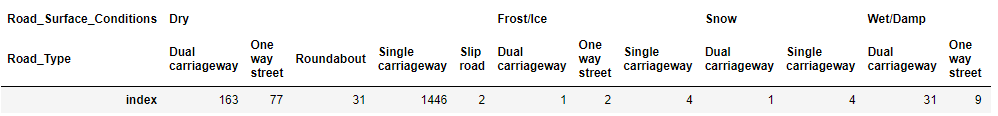 Road_Surface_Conditions Dry Frost/Ice Snow Wet/Damp
Road_Type Dual carriageway One way street Roundabout Single carriageway Slip road Dual carriageway One way street Single carriageway Dual carriageway Single carriageway Dual carriageway One way street
index 163 77 31 1446 2 1 2 4 1 4 31 9